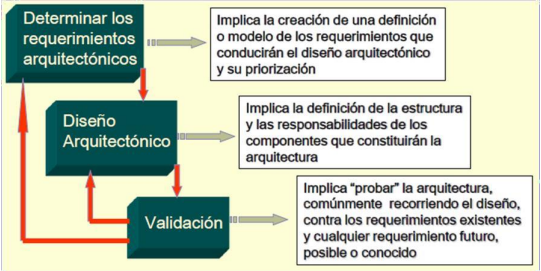 Determinar los
requerimientos
arquitectónicos
Implica la creación de una definición
o modelo de los requerimientos que
conducirán el diseño arquitectónico
y su priorización
Diseño
Arquitectónico
Implica la definición de la estructura
y las responsabilidades de los
componentes que constituirán la
arquitectura
Validación
Implica “probar” la arquitectura,
comúnmente recorriendo el diseño,
contra los requerimientos existentes
y cualquier requerimiento futuro,
posible o conocido